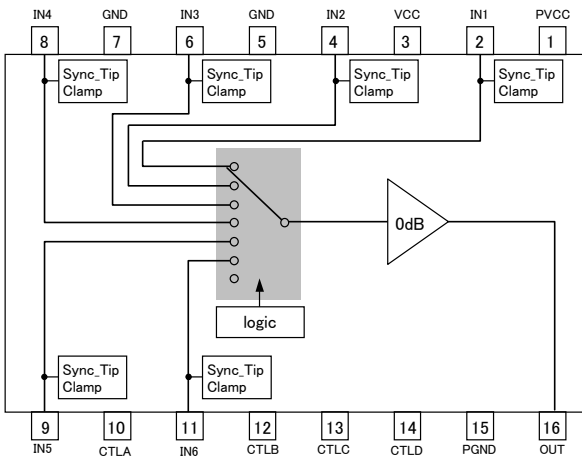 IN4 GND IN3 GND IN2 VCC IN1 PVCC
8 7 6 5 4 3 2 1
Sync_Tip
Clamp
Sync_Tip
Clamp
Sync_Tip
Clamp
Sync_Tip
Clamp
0dB
logic
Sync_Tip
Clamp
Sync_Tip
Clamp
9 10 11 12 13 14 15 16
IN5 CTLA IN6 CTLB CTLC CTLD PGND OUT